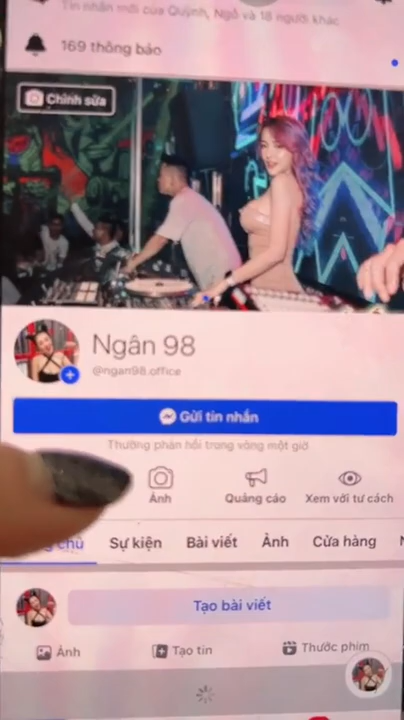 Tin nhắn mới của Quỳnh, Ngô và 18 người khác
169 thông báo
Chỉnh sửa
Ngân 98
@ngan98.office
Gửi tin nhắn
Thường phản hồi trong vòng một giờ
Ảnh
Quảng cáo
Xem với tư cách
chủ
Sự kiện
Bài viết
Ảnh
Cửa hàng
Tạo bài viết
Ảnh
Tạo tin
Thước phim